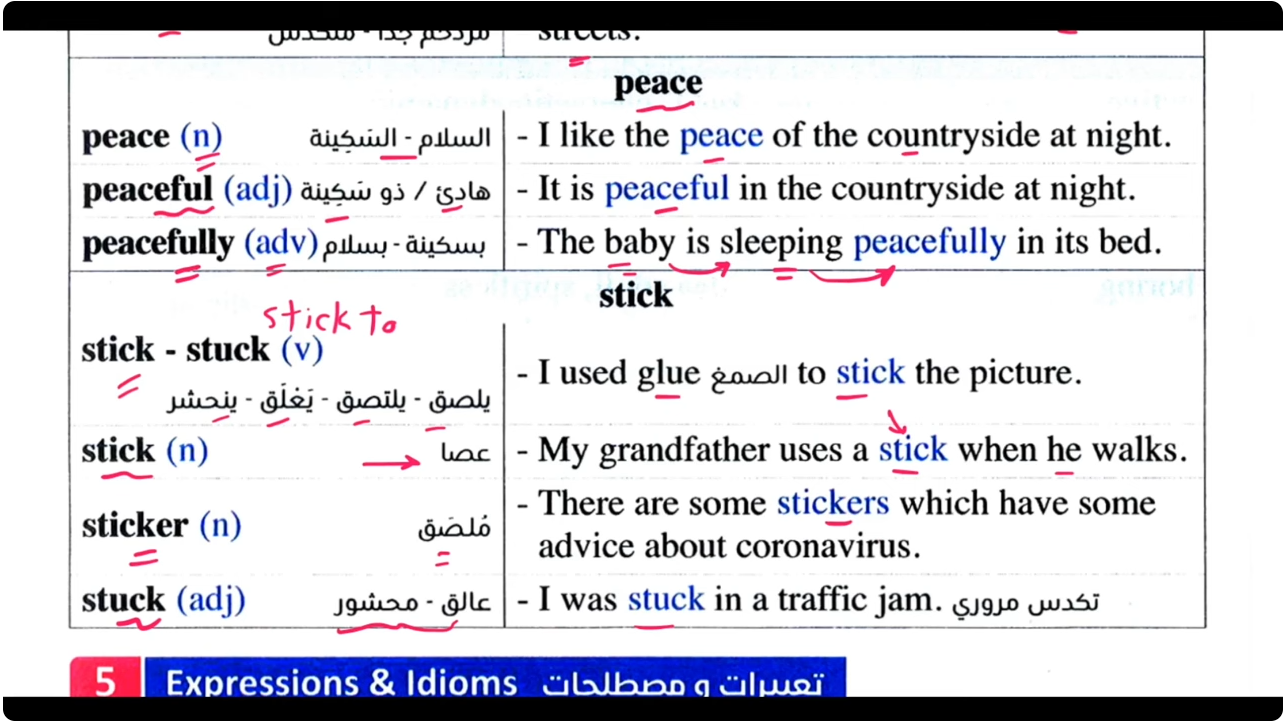 streets.
peace
peace (n) السلام - السَكِينة - I like the peace of the countryside at night.
peaceful (adj) هادئ / ذو سَكِينة - It is peaceful in the countryside at night.
peacefully (adv) بسكينة - بسلام - The baby is sleeping peacefully in its bed.
stick
stick to
stick - stuck (v)
يلصق - يلتصق - يَعْلَق - ينحشر - I used glue الصمغ to stick the picture.
stick (n) عصا - My grandfather uses a stick when he walks.
sticker (n) مُلصَق - There are some stickers which have some
advice about coronavirus.
stuck (adj) عالق - محشور - I was stuck in a traffic jam. تكدس مروري
5 Expressions & Idioms تعبيرات و مصطلحات